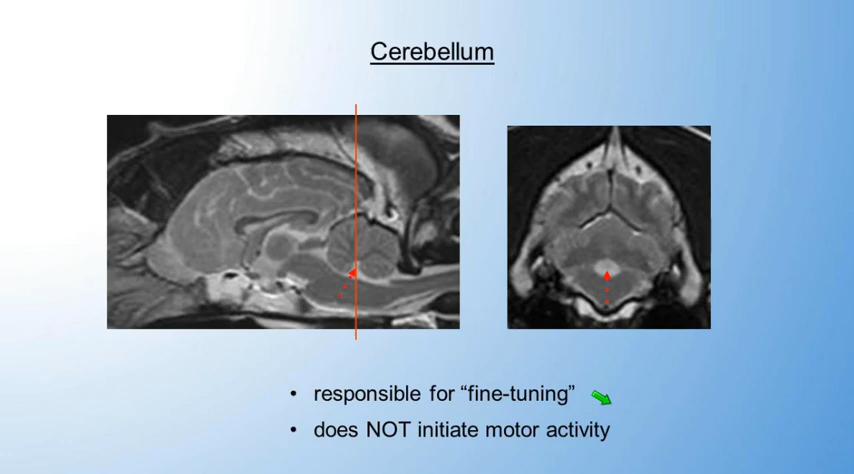 Cerebellum
• responsible for “fine-tuning”
• does NOT initiate motor activity